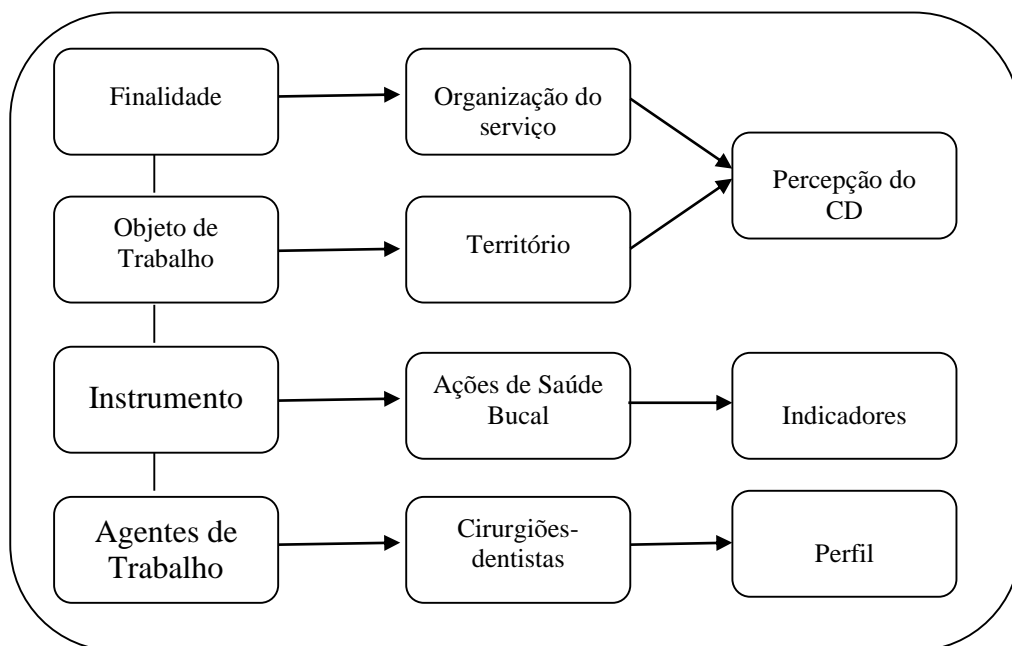 Finalidade
Organização do
serviço
Percepção do
CD
Objeto de
Trabalho
Território
Instrumento
Ações de Saúde
Bucal
Indicadores
Agentes de
Trabalho
Cirurgiões-
dentistas
Perfil